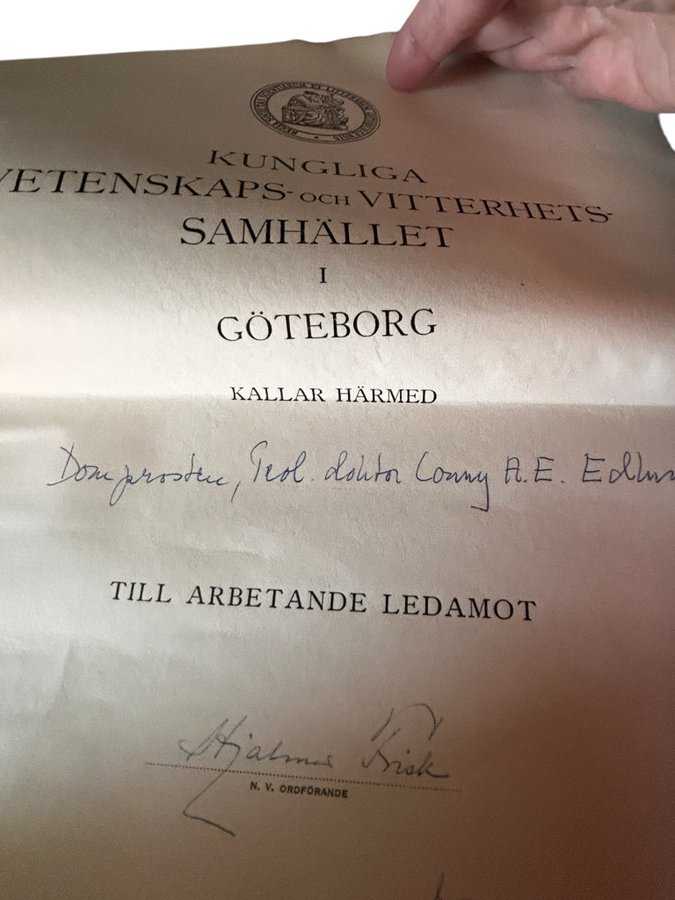 KUNGLIGA
VETENSKAPS- OCH VITTERHETS-
SAMHÄLLET
I
GÖTEBORG
KALLAR HÄRMED
Domprosten, Teol. doktor Conny A. E.
TILL ARBETANDE LEDAMOT
Hjalmar Frisk
N. V. ORDFÖRANDE